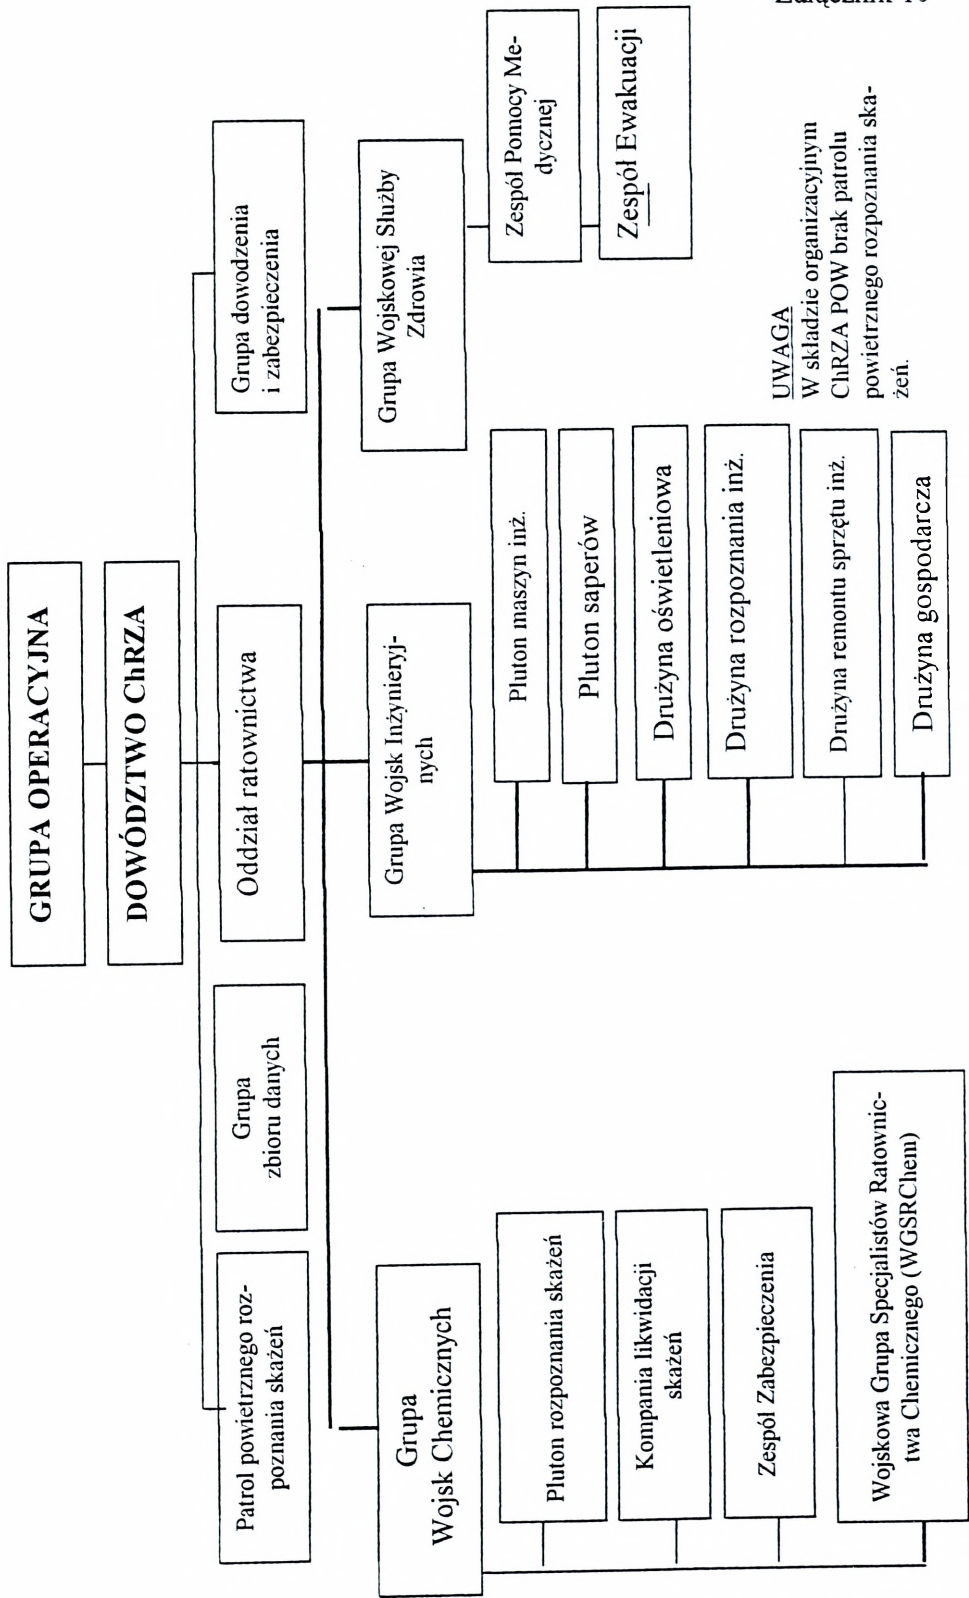 GRUPA OPERACYJNA
DOWÓDZTWO ChRZA
Patrol powietrznego roz-
poznania skażeń
Grupa
zbioru danych
Oddział ratownictwa
Grupa dowodzenia
i zabezpieczenia
Grupa
Wojsk Chemicznych
Pluton rozpoznania skażeń
Kompania likwidacji
skażeń
Zespół Zabezpieczenia
Wojskowa Grupa Specjalistów Ratownic-
twa Chemicznego (WGSRChem)
Grupa Wojsk Inżynieryj-
nych
Pluton maszyn inż.
Pluton saperów
Drużyna oświetleniowa
Drużyna rozpoznania inż.
Drużyna remontu sprzętu inż.
Drużyna gospodarcza
Grupa Wojskowej Służby
Zdrowia
Zespół Pomocy Me-
dycznej
Zespół Ewakuacji
UWAGA
W składzie organizacyjnym
ChRZA POW brak patrolu
powietrznego rozpoznania ska-
żeń.